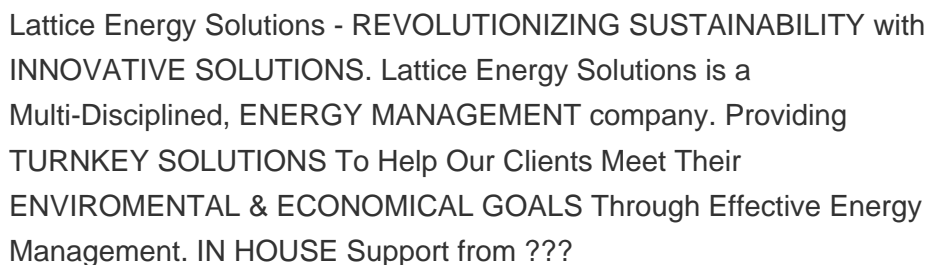 Lattice Energy Solutions - REVOLUTIONIZING SUSTAINABILITY with
INNOVATIVE SOLUTIONS. Lattice Energy Solutions is a
Multi-Disciplined, ENERGY MANAGEMENT company. Providing
TURNKEY SOLUTIONS To Help Our Clients Meet Their
ENVIROMENTAL & ECONOMICAL GOALS Through Effective Energy
Management. IN HOUSE Support from ???